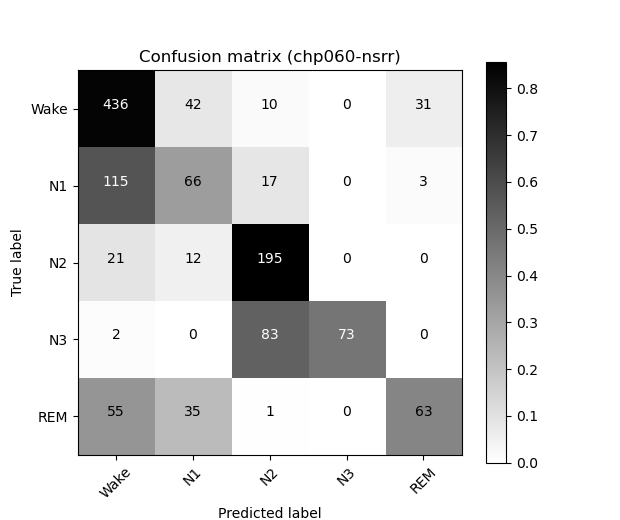 Confusion matrix (chp060-nsrr)
True label
Wake 436 42 10 0 31
N1 115 66 17 0 3
N2 21 12 195 0 0
N3 2 0 83 73 0
REM 55 35 1 0 63
Wake N1 N2 N3 REM
Predicted label
0.8
0.7
0.6
0.5
0.4
0.3
0.2
0.1
0.0